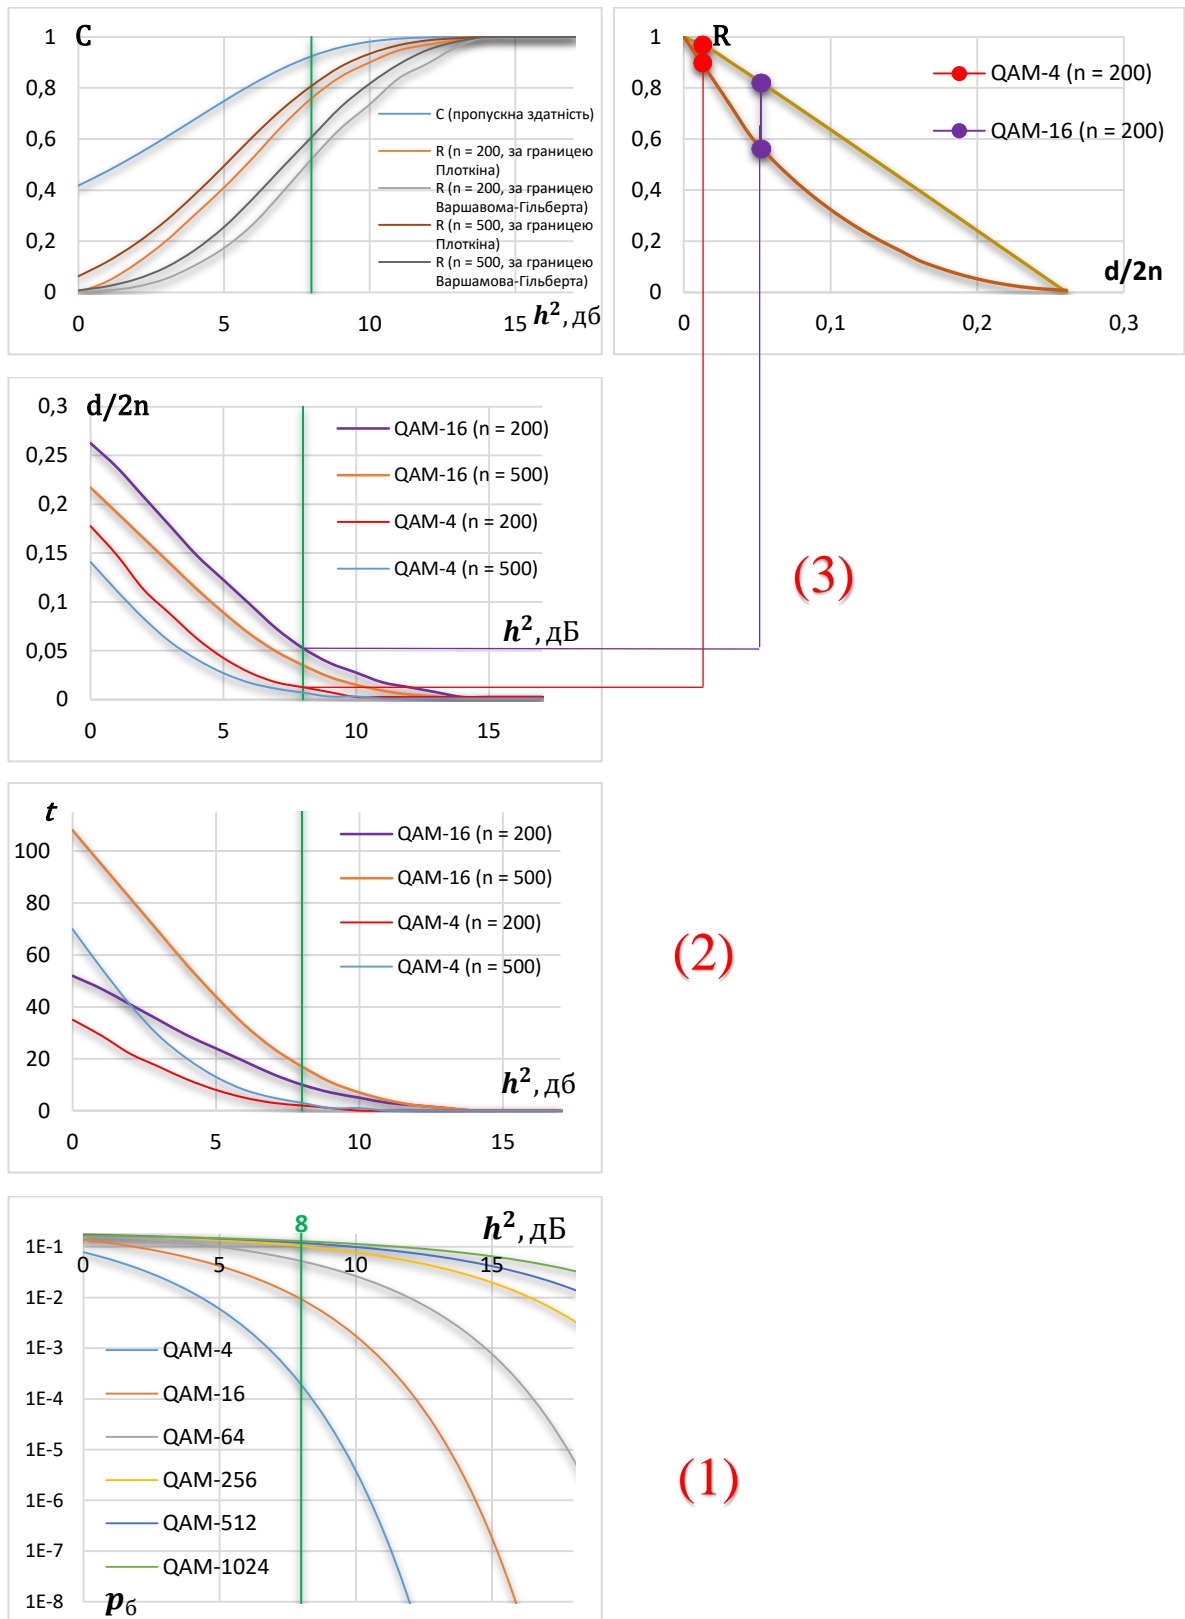 C
1
0,8
0,6
0,4
0,2
0
0
5
10
15
h², дб
C (пропускна здатність)
R (n = 200, за границею
Плоткіна)
R (n = 200, за границею
Варшавома-Гільберта)
R (n = 500, за границею
Плоткіна)
R (n = 500, за границею
Варшамова-Гільберта)
R
1
0,8
0,6
0,4
0,2
0
0
0,1
0,2
0,3
d/2n
QAM-4 (n = 200)
QAM-16 (n = 200)
d/2n
0,3
0,25
0,2
0,15
0,1
0,05
0
0
5
10
15
h², дБ
QAM-16 (n = 200)
QAM-16 (n = 500)
QAM-4 (n = 200)
QAM-4 (n = 500)
(3)
t
100
80
60
40
20
0
0
5
10
15
h², дб
QAM-16 (n = 200)
QAM-16 (n = 500)
QAM-4 (n = 200)
QAM-4 (n = 500)
(2)
8
h², дБ
1E-1
1E-2
1E-3
1E-4
1E-5
1E-6
1E-7
1E-8
0
5
10
15
QAM-4
QAM-16
QAM-64
QAM-256
QAM-512
QAM-1024
pб
(1)